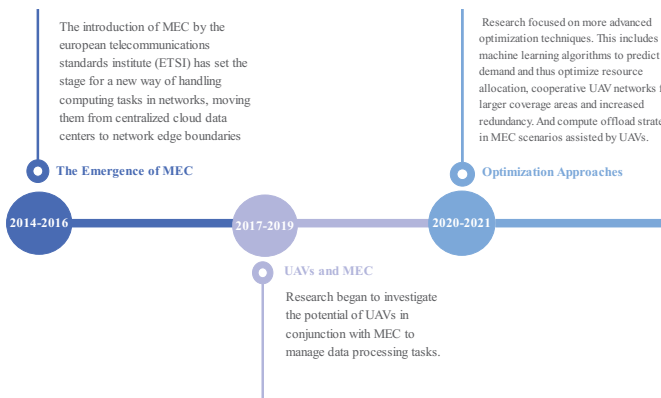 The introduction of MEC by the
european telecommunications
standards institute (ETSI) has set the
stage for a new way of handling
computing tasks in networks, moving
them from centralized cloud data
centers to network edge boundaries
The Emergence of MEC
2014-2016
2017-2019
UAVs and MEC
Research began to investigate
the potential of UAVs in
conjunction with MEC to
manage data processing tasks.
Research focused on more advanced
optimization techniques. This includes
machine learning algorithms to predict
demand and thus optimize resource
allocation, cooperative UAV networks
larger coverage areas and increased
redundancy. And compute offload
in MEC scenarios assisted by UAVs.
Optimization Approaches
2020-2021